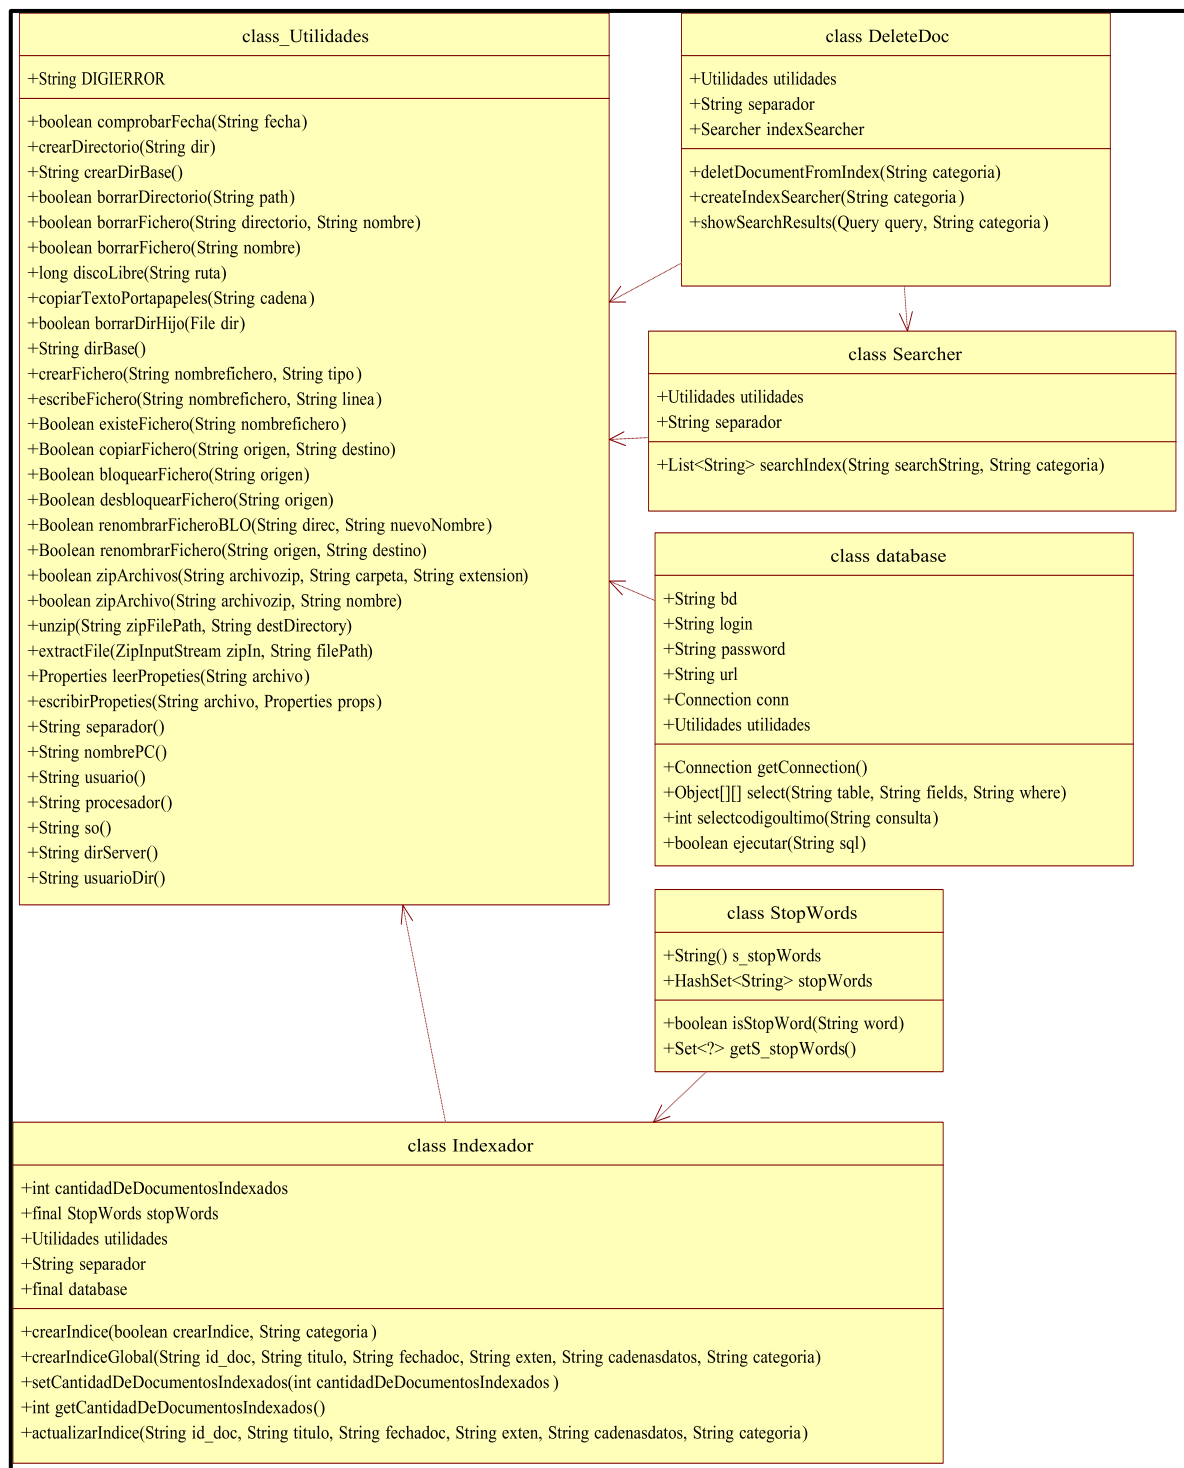 class_Utilidades
+String DIGIERROR
+boolean comprobarFecha(String fecha)
+crearDirectorio(String dir)
+String crearDirBase()
+boolean borrarDirectorio(String path)
+boolean borrarFichero(String directorio, String nombre)
+boolean borrarFichero(String nombre)
+long discoLibre(String ruta)
+copiarTextoPortapapeles(String cadena)
+boolean borrarDirHijo(File dir)
+String dirBase()
+crearFichero(String nombrefichero, String tipo)
+escribeFichero(String nombrefichero, String linea)
+Boolean existeFichero(String nombrefichero)
+Boolean copiarFichero(String origen, String destino)
+Boolean bloquearFichero(String origen)
+Boolean desbloquearFichero(String origen)
+Boolean renombrarFicheroBLO(String direc, String nuevoNombre)
+Boolean renombrarFichero(String origen, String destino)
+boolean zipArchivos(String archivozip, String carpeta, String extension)
+boolean zipArchivo(String archivozip, String nombre)
+unzip(String zipFilePath, String destDirectory)
+extractFile(ZipInputStream zipIn, String filePath)
+Properties leerPropeties(String archivo)
+escribirPropeties(String archivo, Properties props)
+String separador()
+String nombrePC()
+String usuario()
+String procesador()
+String so()
+String dirServer()
+String usuarioDir()
class DeleteDoc
+Utilidades utilidades
+String separador
+Searcher indexSearcher
+deletDocumentFromIndex(String categoria)
+createIndexSearcher(String categoria)
+showSearchResults(Query query, String categoria)
class Searcher
+Utilidades utilidades
+String separador
+List<String> searchIndex(String searchString, String categoria)
class database
+String bd
+String login
+String password
+String url
+Connection conn
+Utilidades utilidades
+Connection getConnection()
+Object[][] select(String table, String fields, String where)
+int selectcodigoultimo(String consulta)
+boolean ejecutar(String sql)
class StopWords
+String() s_stopWords
+HashSet<String> stopWords
+boolean isStopWord(String word)
+Set<?> getS_stopWords()
class Indexador
+int cantidadDeDocumentosIndexados
+final StopWords stopWords
+Utilidades utilidades
+String separador
+final database
+crearIndice(boolean crearIndice, String categoria)
+crearIndiceGlobal(String id_doc, String titulo, String fechadoc, String exten, String cadenasdatos, String categoria)
+setCantidadDeDocumentosIndexados(int cantidadDeDocumentosIndexados)
+int getCantidadDeDocumentosIndexados()
+actualizarIndice(String id_doc, String titulo, String fechadoc, String exten, String cadenasdatos, String categoria)